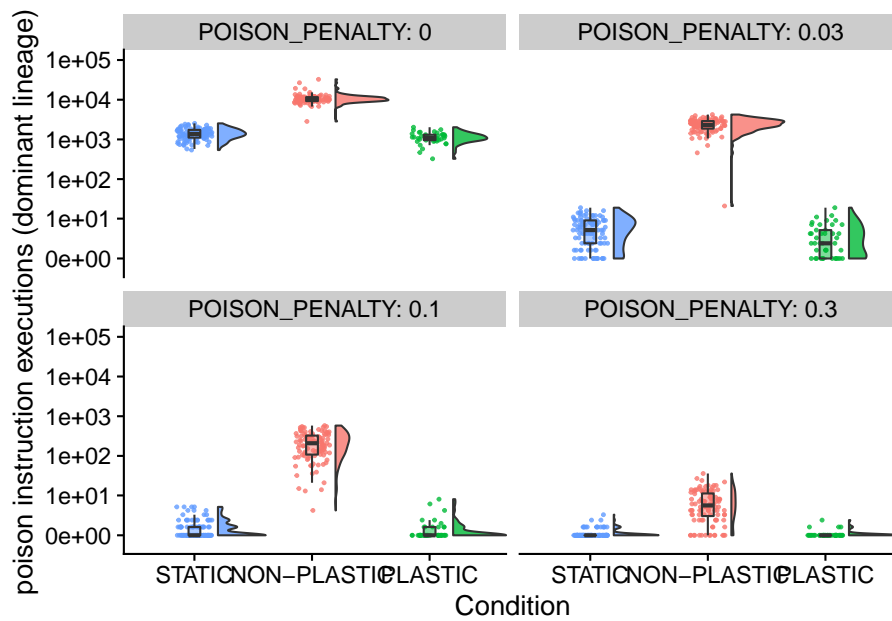 POISON_PENALTY: 0
POISON_PENALTY: 0.03
poison instruction executions (dominant lineage)
1e+05
1e+04
1e+03
1e+02
1e+01
0e+00
POISON_PENALTY: 0.1
POISON_PENALTY: 0.3
1e+05
1e+04
1e+03
1e+02
1e+01
0e+00
STATIC NON−PLASTIC PLASTIC
STATIC NON−PLASTIC PLASTIC
Condition